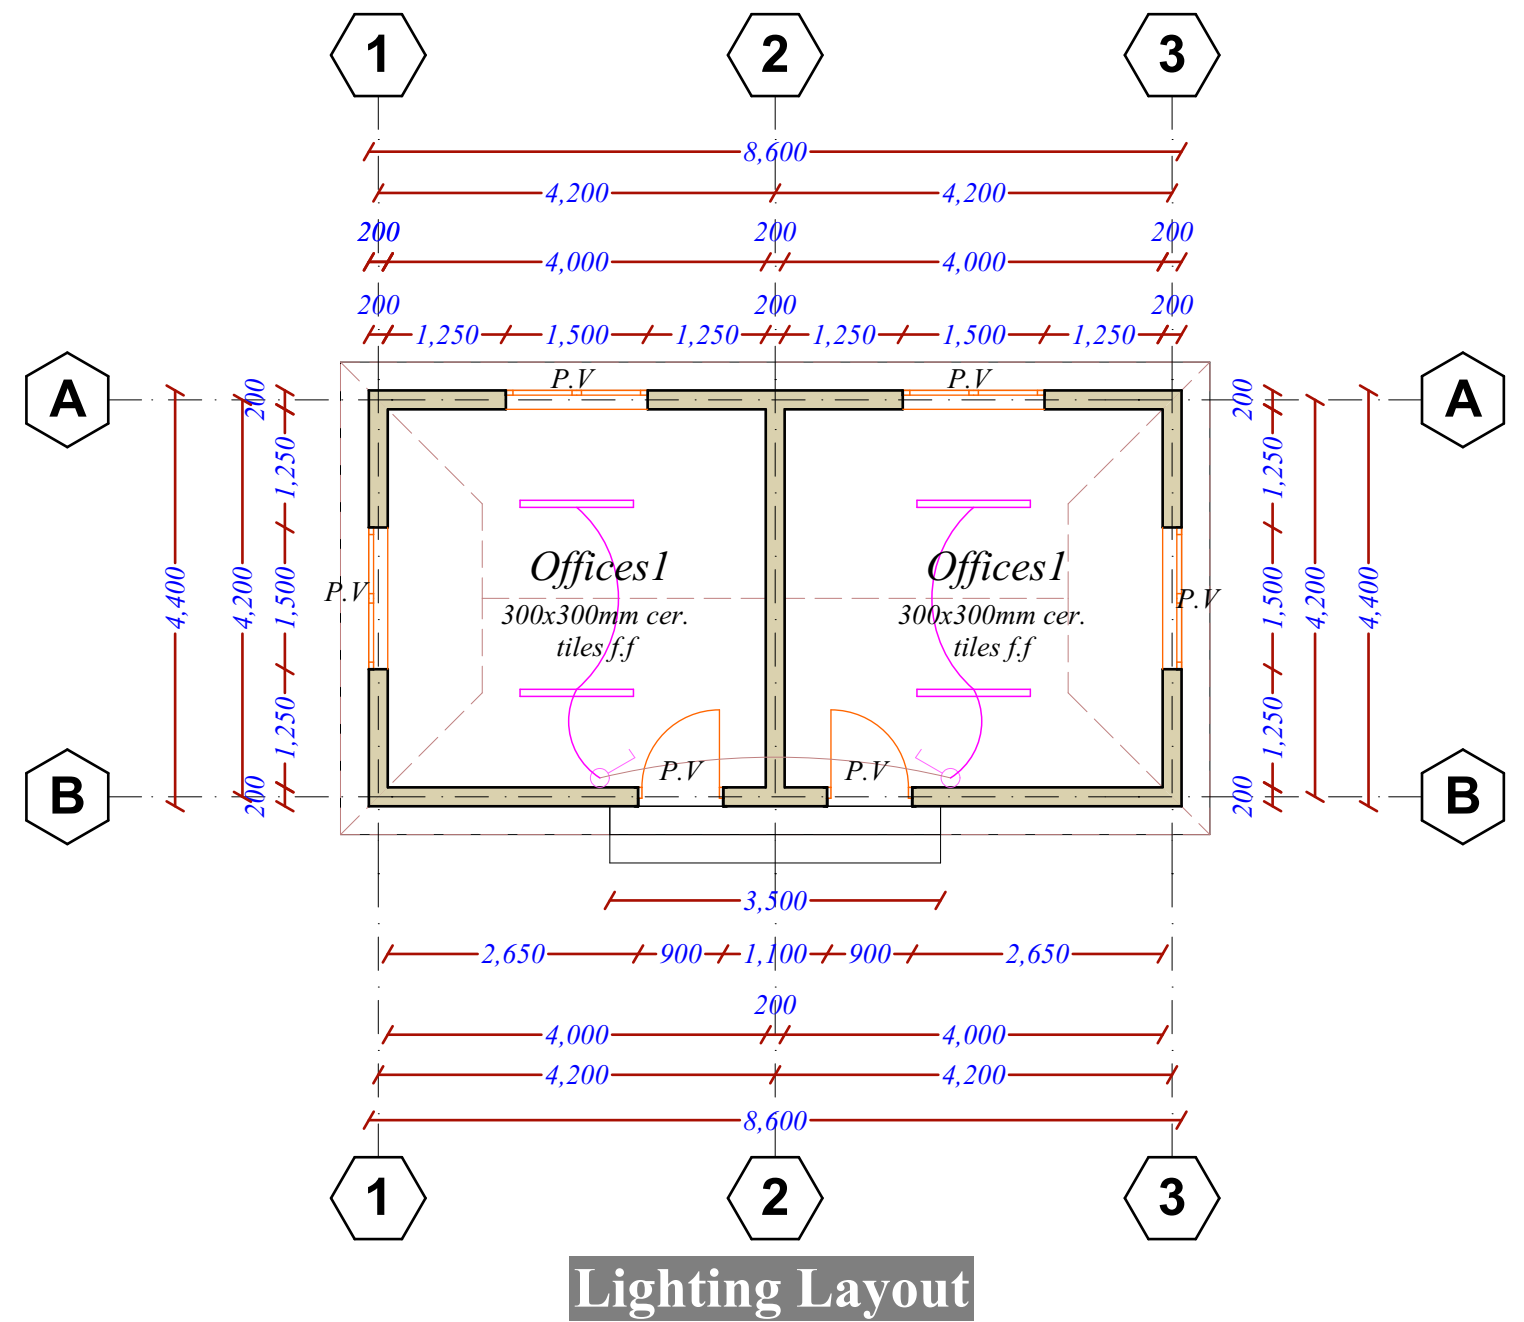 1 2 3
8,600
4,200 4,200
200 200 200
4,000 4,000
200 200 200
1,250 1,500 1,250 1,250 1,500 1,250
P.V P.V
A 200 200 A
1,250 1,250
4,400 4,200 1,500 1,500 4,200 4,400
Offices1 Offices1
P.V P.V
300x300mm cer. 300x300mm cer.
tiles f.f tiles f.f
1,250 1,250
P.V P.V
B 200 200 B
3,500
2,650 900 1,100 900 2,650
200
4,000 4,000
4,200 4,200
8,600
1 2 3
Lighting Layout